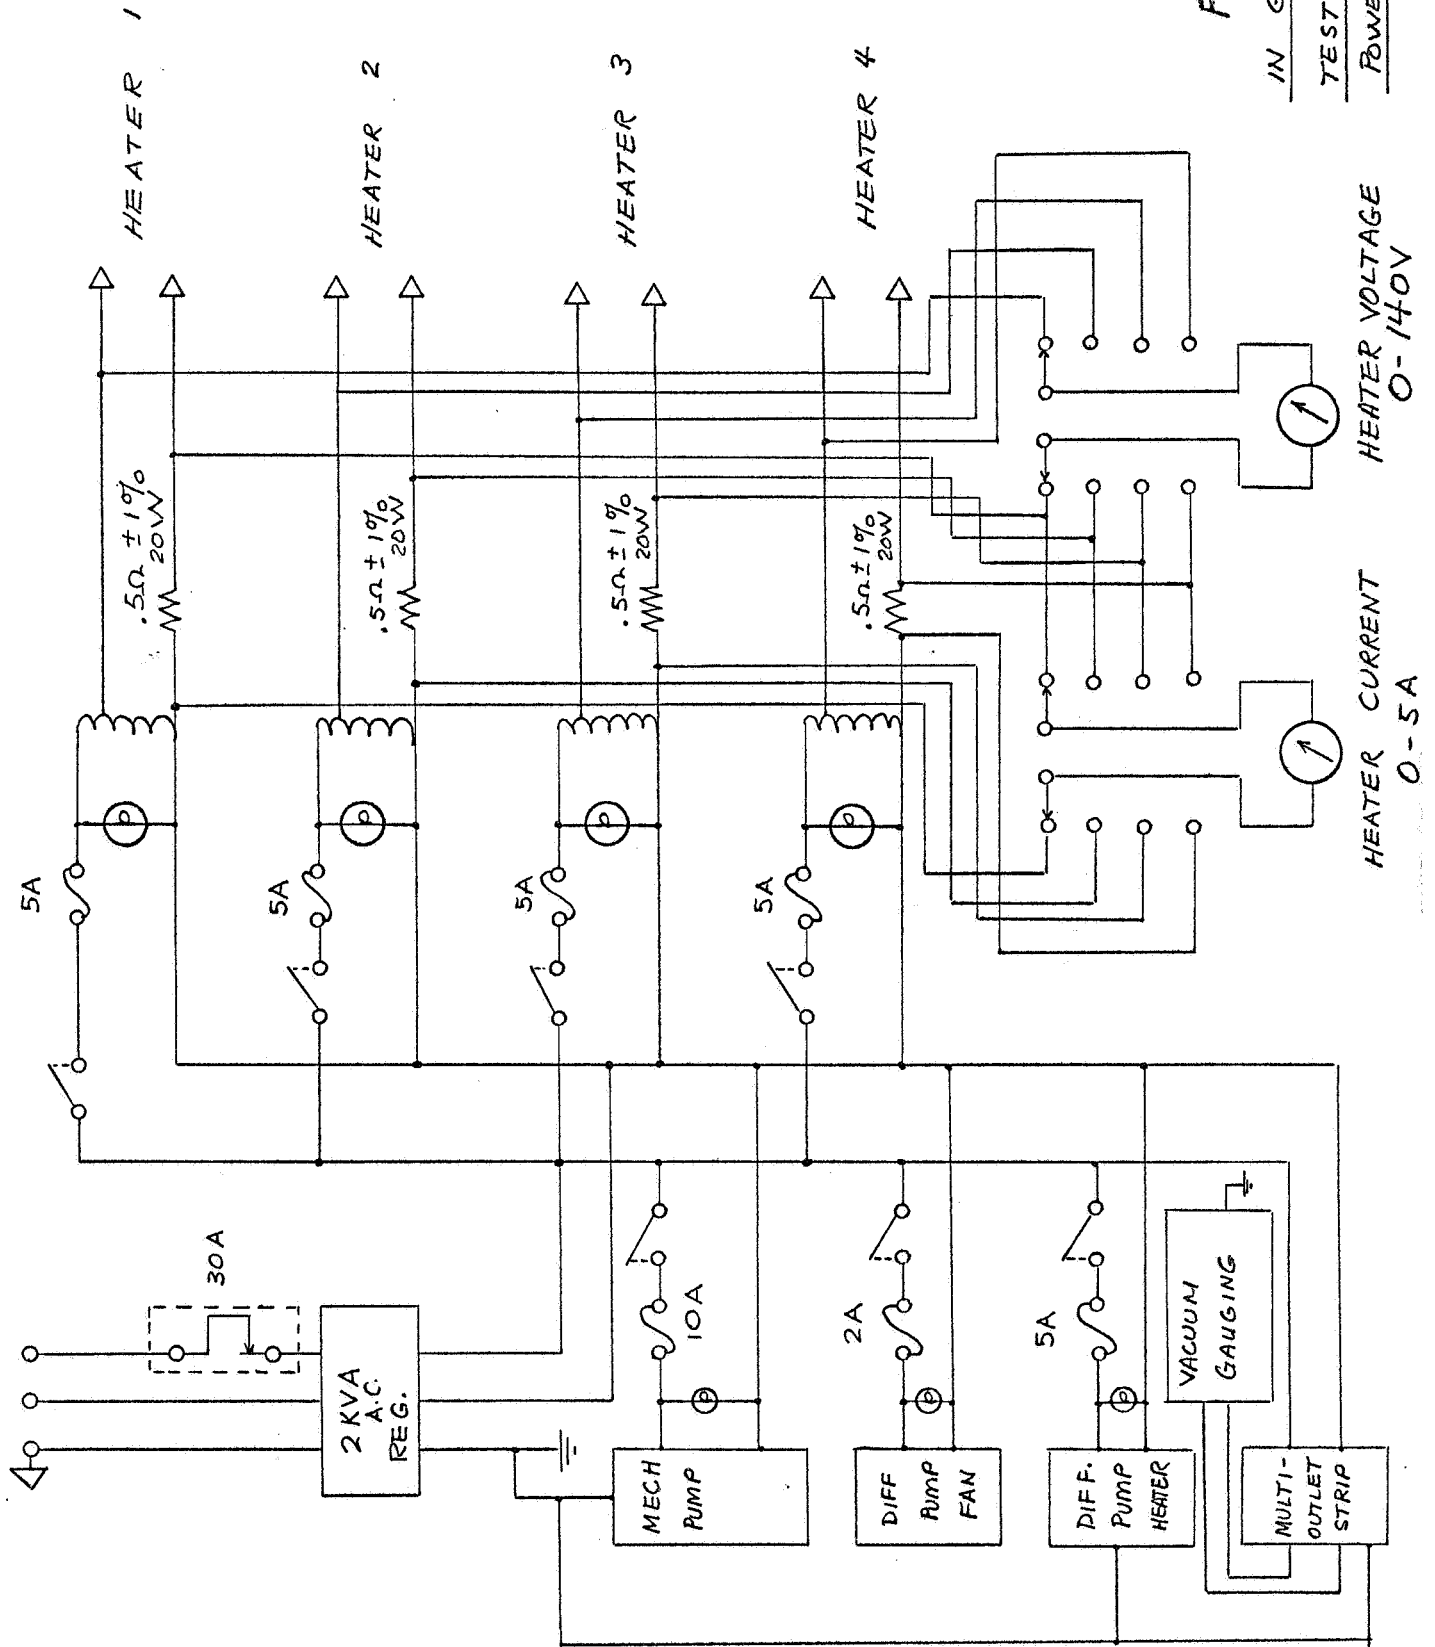 HEATER 1
HEATER 2
HEATER 3
HEATER 4
.5Ω ± 1%
20W
.5Ω ± 1%
20W
.5Ω ± 1%
20W
.5Ω ± 1%
20W
5A
5A
5A
5A
P
P
P
P
30A
2 KVA
A.C.
REG.
10A
2A
5A
P
P
P
MECH
PUMP
DIFF
PUMP
FAN
DIFF.
PUMP
HEATER
VACUUM
GAUGING
MULTI-
OUTLET
STRIP
HEATER CURRENT
0-5A
HEATER VOLTAGE
0-140V
F
IN
TEST